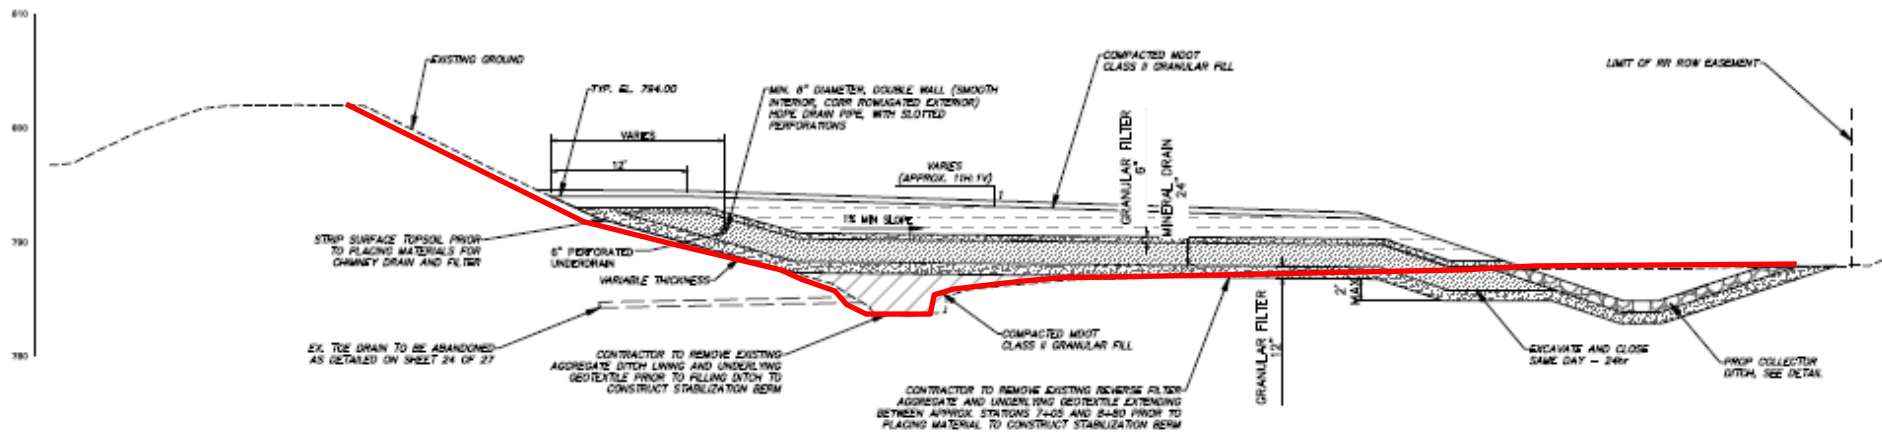 810
EXISTING GROUND
COMPACTED MDOT
CLASS II GRANULAR FILL
LIMIT OF RR ROW EASEMENT
TYP. EL. 794.00
MIN. 6" DIAMETER, DOUBLE WALL (SMOOTH
INTERIOR, CORR ROWUGATED EXTERIOR)
HDPE DRAIN PIPE, WITH SLOTTED
PERFORATIONS
800
VARIES
12'
VARIES
(APPROX. 11H:1V)
1
GRANULAR FILTER
6"
MINERAL DRAIN
24"
1% MIN SLOPE
790
STRIP SURFACE TOPSOIL PRIOR
TO PLACING MATERIALS FOR
CHIMNEY DRAIN AND FILTER
6" PERFORATED
UNDERDRAIN
VARIABLE THICKNESS
2'
MAX
GRANULAR FILTER
12"
EX. TOE DRAIN TO BE ABANDONED
AS DETAILED ON SHEET 24 OF 27
COMPACTED MDOT
CLASS II GRANULAR FILL
780
CONTRACTOR TO REMOVE EXISTING
AGGREGATE DITCH LINING AND UNDERLYING
GEOTEXTILE PRIOR TO FILLING DITCH TO
CONSTRUCT STABILIZATION BERM
EXCAVATE AND CLOSE
SAME DAY - 24hr
PROP COLLECTOR
DITCH, SEE DETAIL
CONTRACTOR TO REMOVE EXISTING REVERSE FILTER
AGGREGATE AND UNDERLYING GEOTEXTILE EXTENDING
BETWEEN APPROX. STATIONS 7+05 AND 8+80 PRIOR TO
PLACING MATERIAL TO CONSTRUCT STABILIZATION BERM